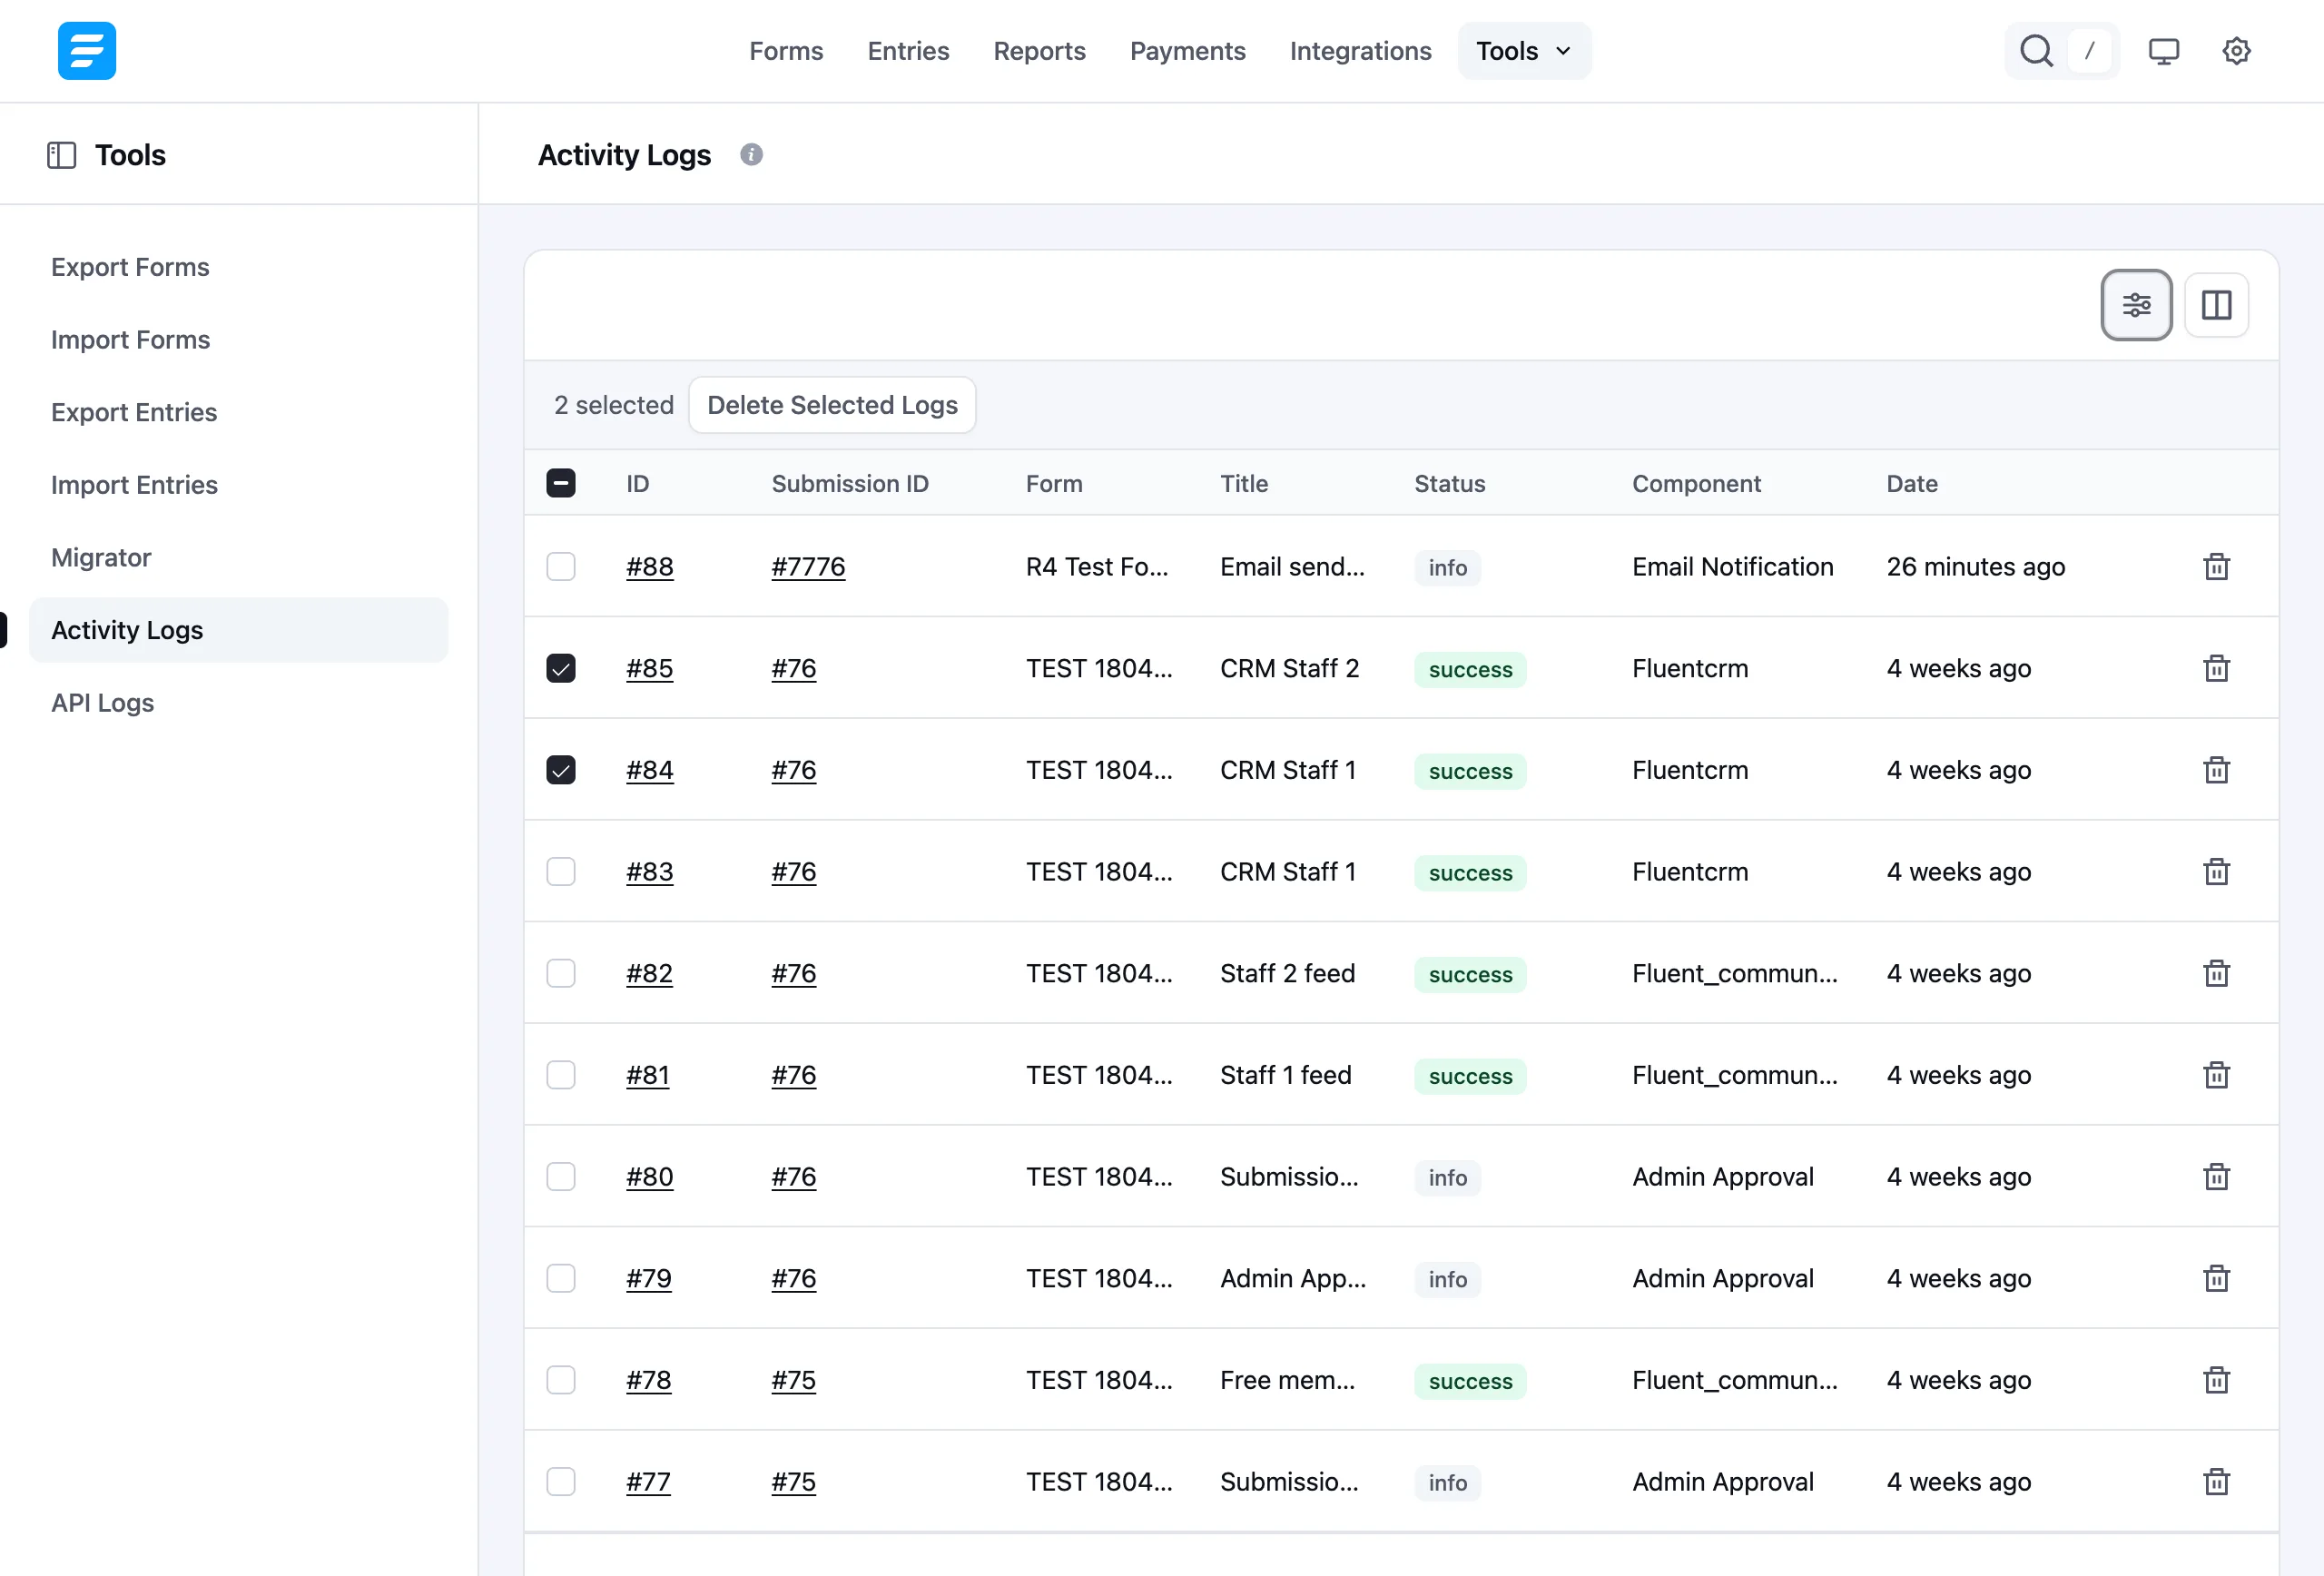 Forms Entries Reports Payments Integrations Tools /
Tools
Activity Logs
Export Forms
Import Forms
Export Entries
Import Entries
Migrator
Activity Logs
API Logs
2 selected Delete Selected Logs
ID Submission ID Form Title Status Component Date
#88 #7776 R4 Test Fo... Email send... info Email Notification 26 minutes ago
#85 #76 TEST 1804... CRM Staff 2 success Fluentcrm 4 weeks ago
#84 #76 TEST 1804... CRM Staff 1 success Fluentcrm 4 weeks ago
#83 #76 TEST 1804... CRM Staff 1 success Fluentcrm 4 weeks ago
#82 #76 TEST 1804... Staff 2 feed success Fluent_commun... 4 weeks ago
#81 #76 TEST 1804... Staff 1 feed success Fluent_commun... 4 weeks ago
#80 #76 TEST 1804... Submissio... info Admin Approval 4 weeks ago
#79 #76 TEST 1804... Admin App... info Admin Approval 4 weeks ago
#78 #75 TEST 1804... Free mem... success Fluent_commun... 4 weeks ago
#77 #75 TEST 1804... Submissio... info Admin Approval 4 weeks ago